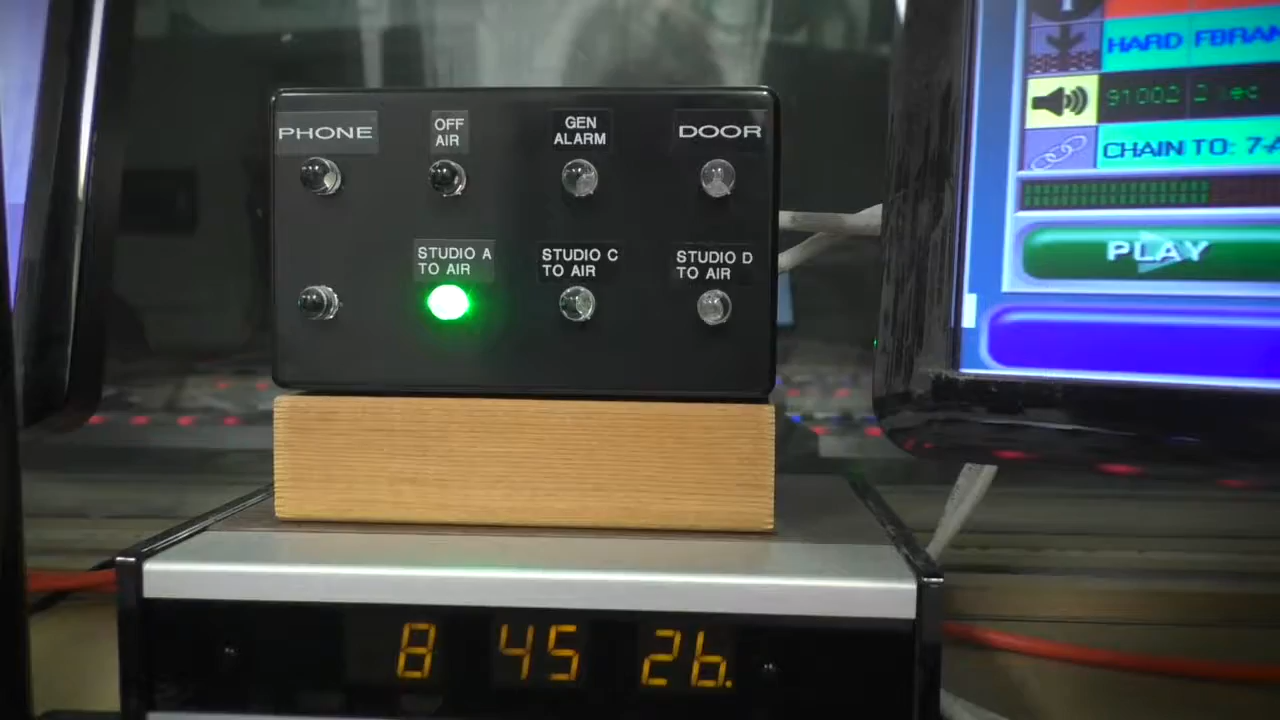 PHONE
OFF
AIR
GEN
ALARM
DOOR
STUDIO A
TO AIR
STUDIO C
TO AIR
STUDIO D
TO AIR
HARD
91002
CHAIN TO:
PLAY
8 45 26.